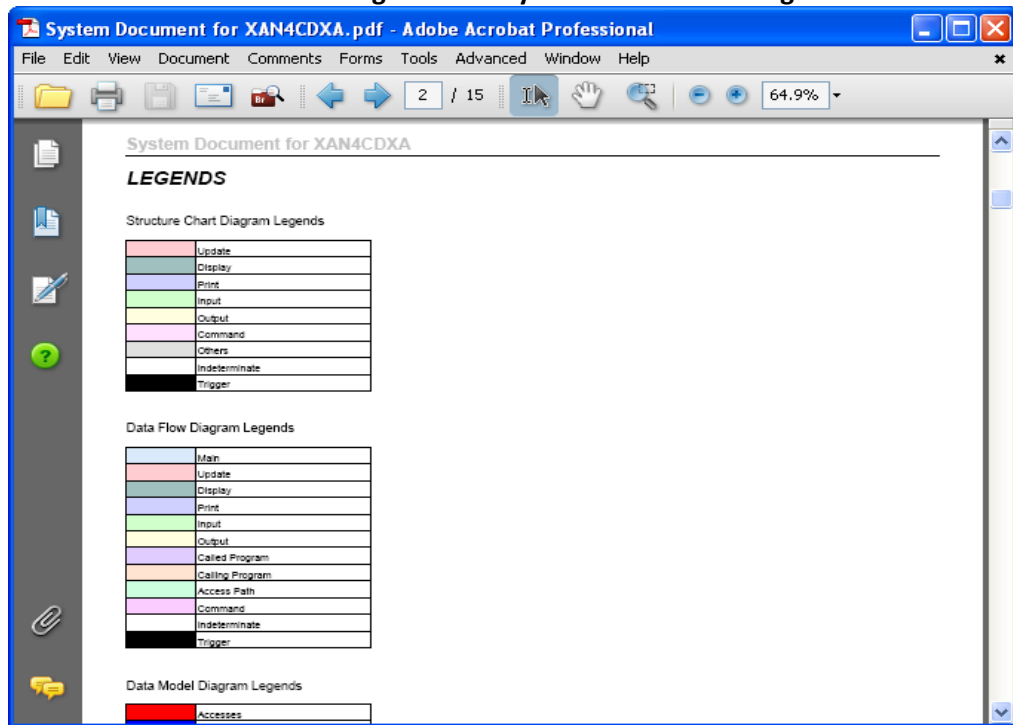 System Document for XAN4CDXA.pdf - Adobe Acrobat Professional
File Edit View Document Comments Forms Tools Advanced Window Help
Br 2 / 15 64.9%
System Document for XAN4CDXA
LEGENDS
Structure Chart Diagram Legends
Update
Display
Print
Input
Output
Command
Others
Indeterminate
Trigger
Data Flow Diagram Legends
Main
Update
Display
Print
Input
Output
Called Program
Calling Program
Access Path
Command
Indeterminate
Trigger
Data Model Diagram Legends
Accesses